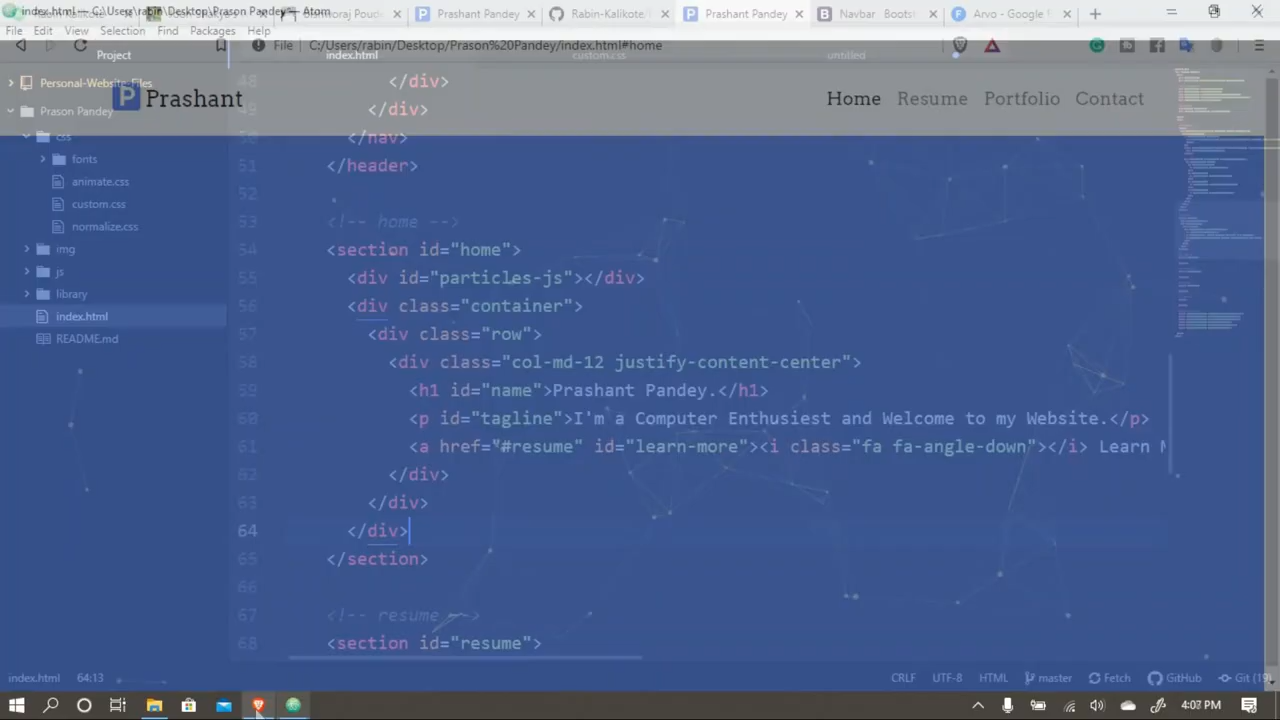 index.html — C:\Users\rabin\Desktop\Prason Pandey — Atom
Prashant Pandey
Rabin-Kalikote/
Prashant Pandey
Navbar · Boots
Arvo - Google
File Edit View Selection Find Packages Help
File C:/Users/rabin/Desktop/Prason%20Pandey/index.html#home
Project
index.html
custom.css
untitled
Personal-Website-Files
Prashant
Home Resume Portfolio Contact
Prason Pandey
css
fonts
animate.css
custom.css
normalize.css
img
js
library
index.html
README.md
48 </div>
49 </div>
50 </nav>
51 </header>
52
53 <!-- home -->
54 <section id="home">
55 <div id="particles-js"></div>
56 <div class="container">
57 <div class="row">
58 <div class="col-md-12 justify-content-center">
59 <h1 id="name">Prashant Pandey.</h1>
60 <p id="tagline">I'm a Computer Enthusiest and Welcome to my Website.</p>
61 <a href="#resume" id="learn-more"><i class="fa fa-angle-down"></i> Learn
62 </div>
63 </div>
64 </div>
65 </section>
66
67 <!-- resume -->
68 <section id="resume">
index.html 64:13 CRLF UTF-8 HTML master Fetch GitHub Git (19)
4:07 PM